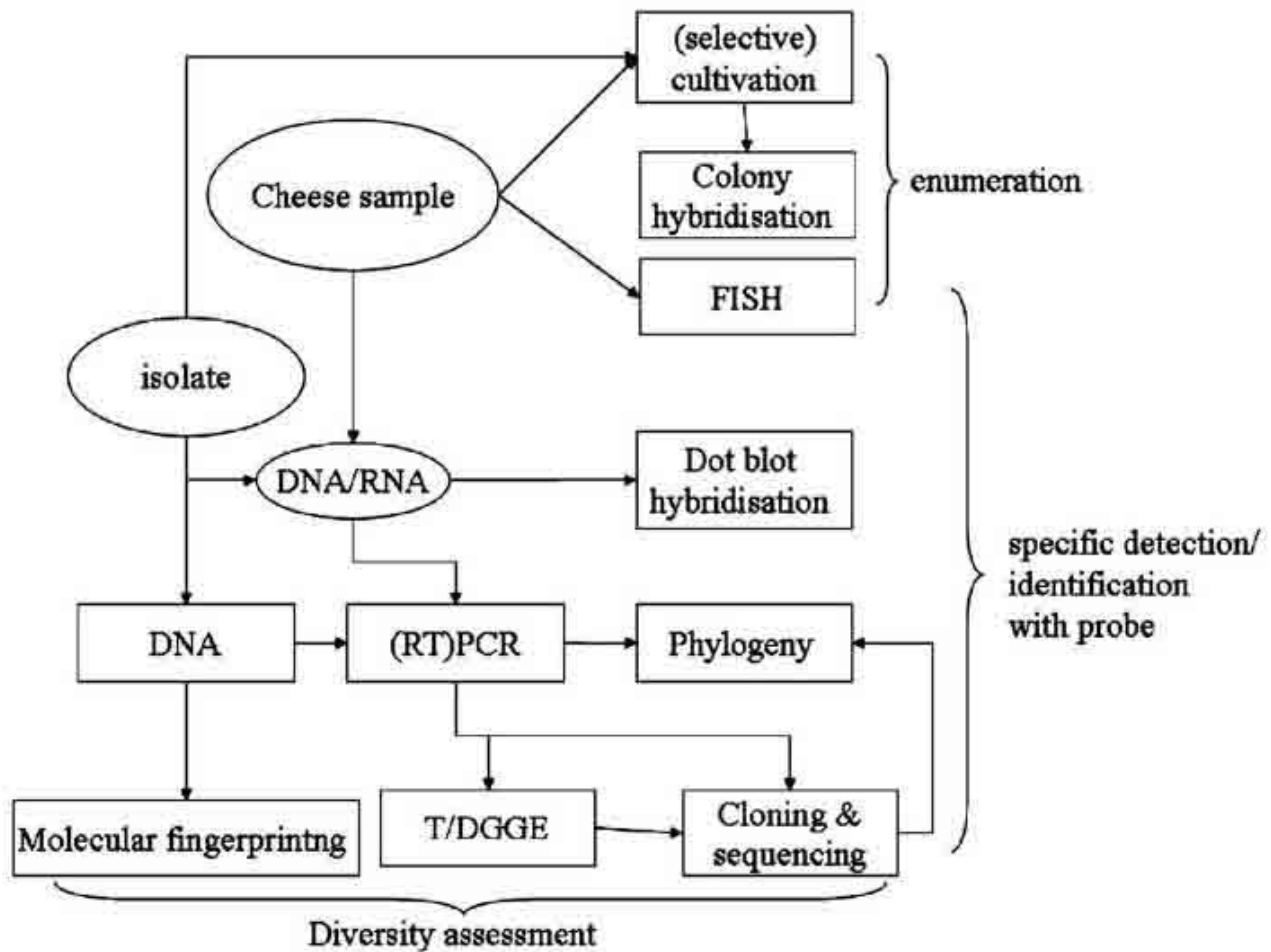 (selective)
cultivation
Cheese sample
Colony
hybridisation
enumeration
FISH
isolate
DNA/RNA
Dot blot
hybridisation
specific detection/
identification
with probe
DNA
(RT)PCR
Phylogeny
Molecular fingerprintng
T/DGGE
Cloning &
sequencing
Diversity assessment